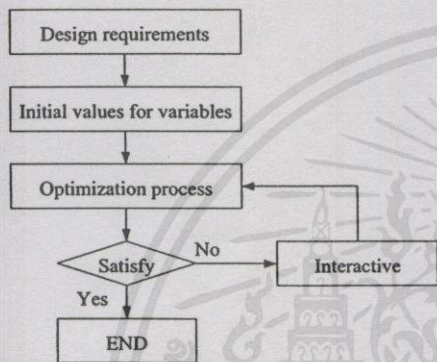 Design requirements
Initial values for variables
Optimization process
Satisfy
No
Interactive
Yes
END